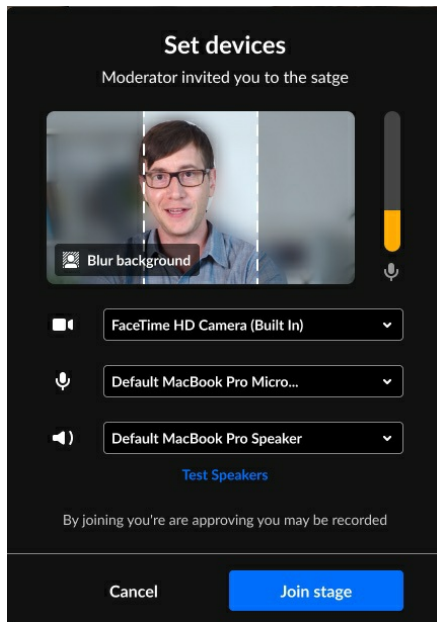 Set devices
Moderator invited you to the satge
Blur background
FaceTime HD Camera (Built In)
Default MacBook Pro Micro...
Default MacBook Pro Speaker
Test Speakers
By joining you're are approving you may be recorded
Cancel
Join stage